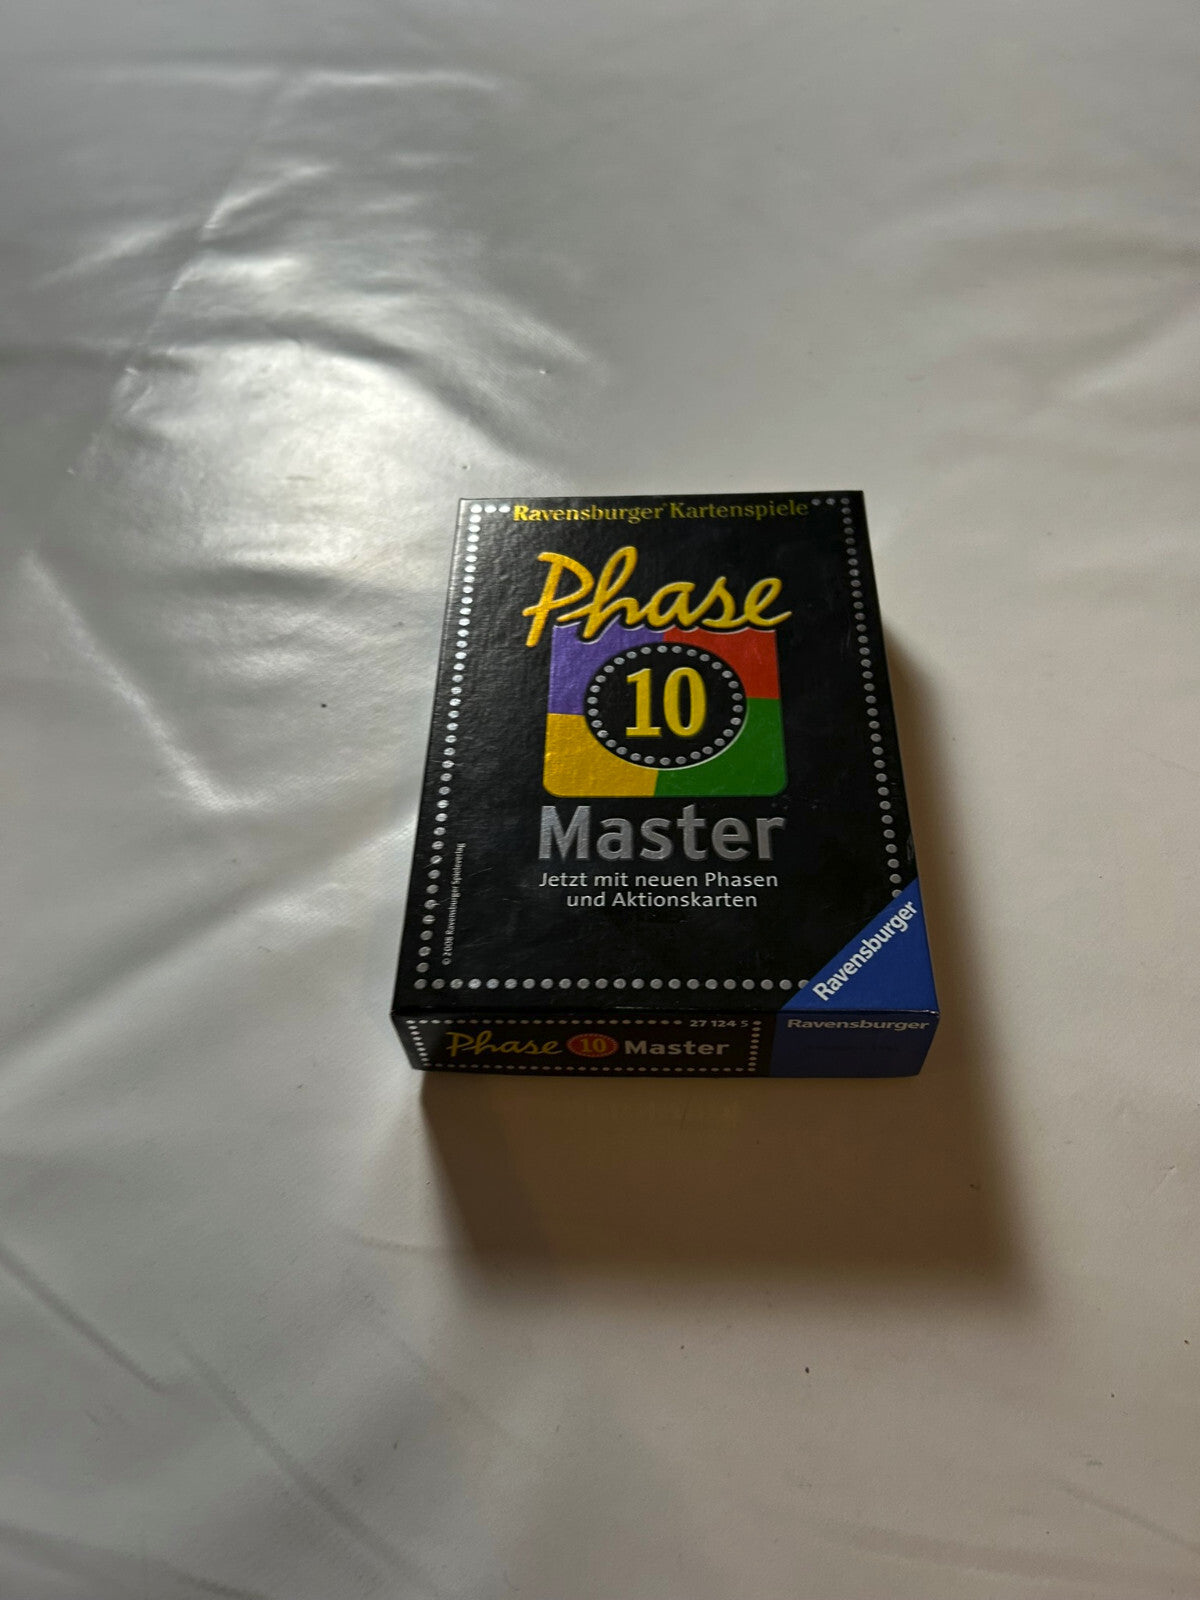 Ravensburger® Kartenspiele
Phase
10
Master
Jetzt mit neuen Phasen
und Aktionskarten
© 2008 Ravensburger Spieleverlag
Ravensburger
27 124 5
Phase 10 Master
Ravensburger